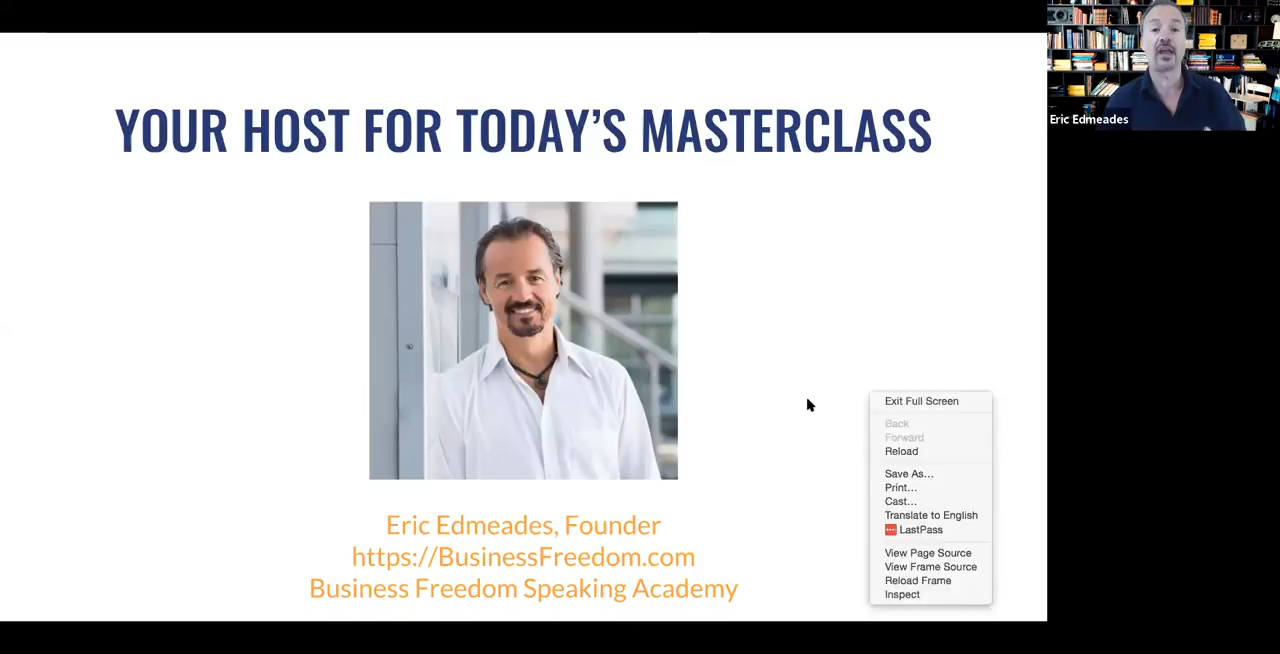 YOUR HOST FOR TODAY’S MASTERCLASS
Eric Edmeades
Eric Edmeades, Founder
https://BusinessFreedom.com
Business Freedom Speaking Academy
Exit Full Screen
Back
Forward
Reload
Save As...
Print...
Cast...
Translate to English
LastPass
View Page Source
View Frame Source
Reload Frame
Inspect